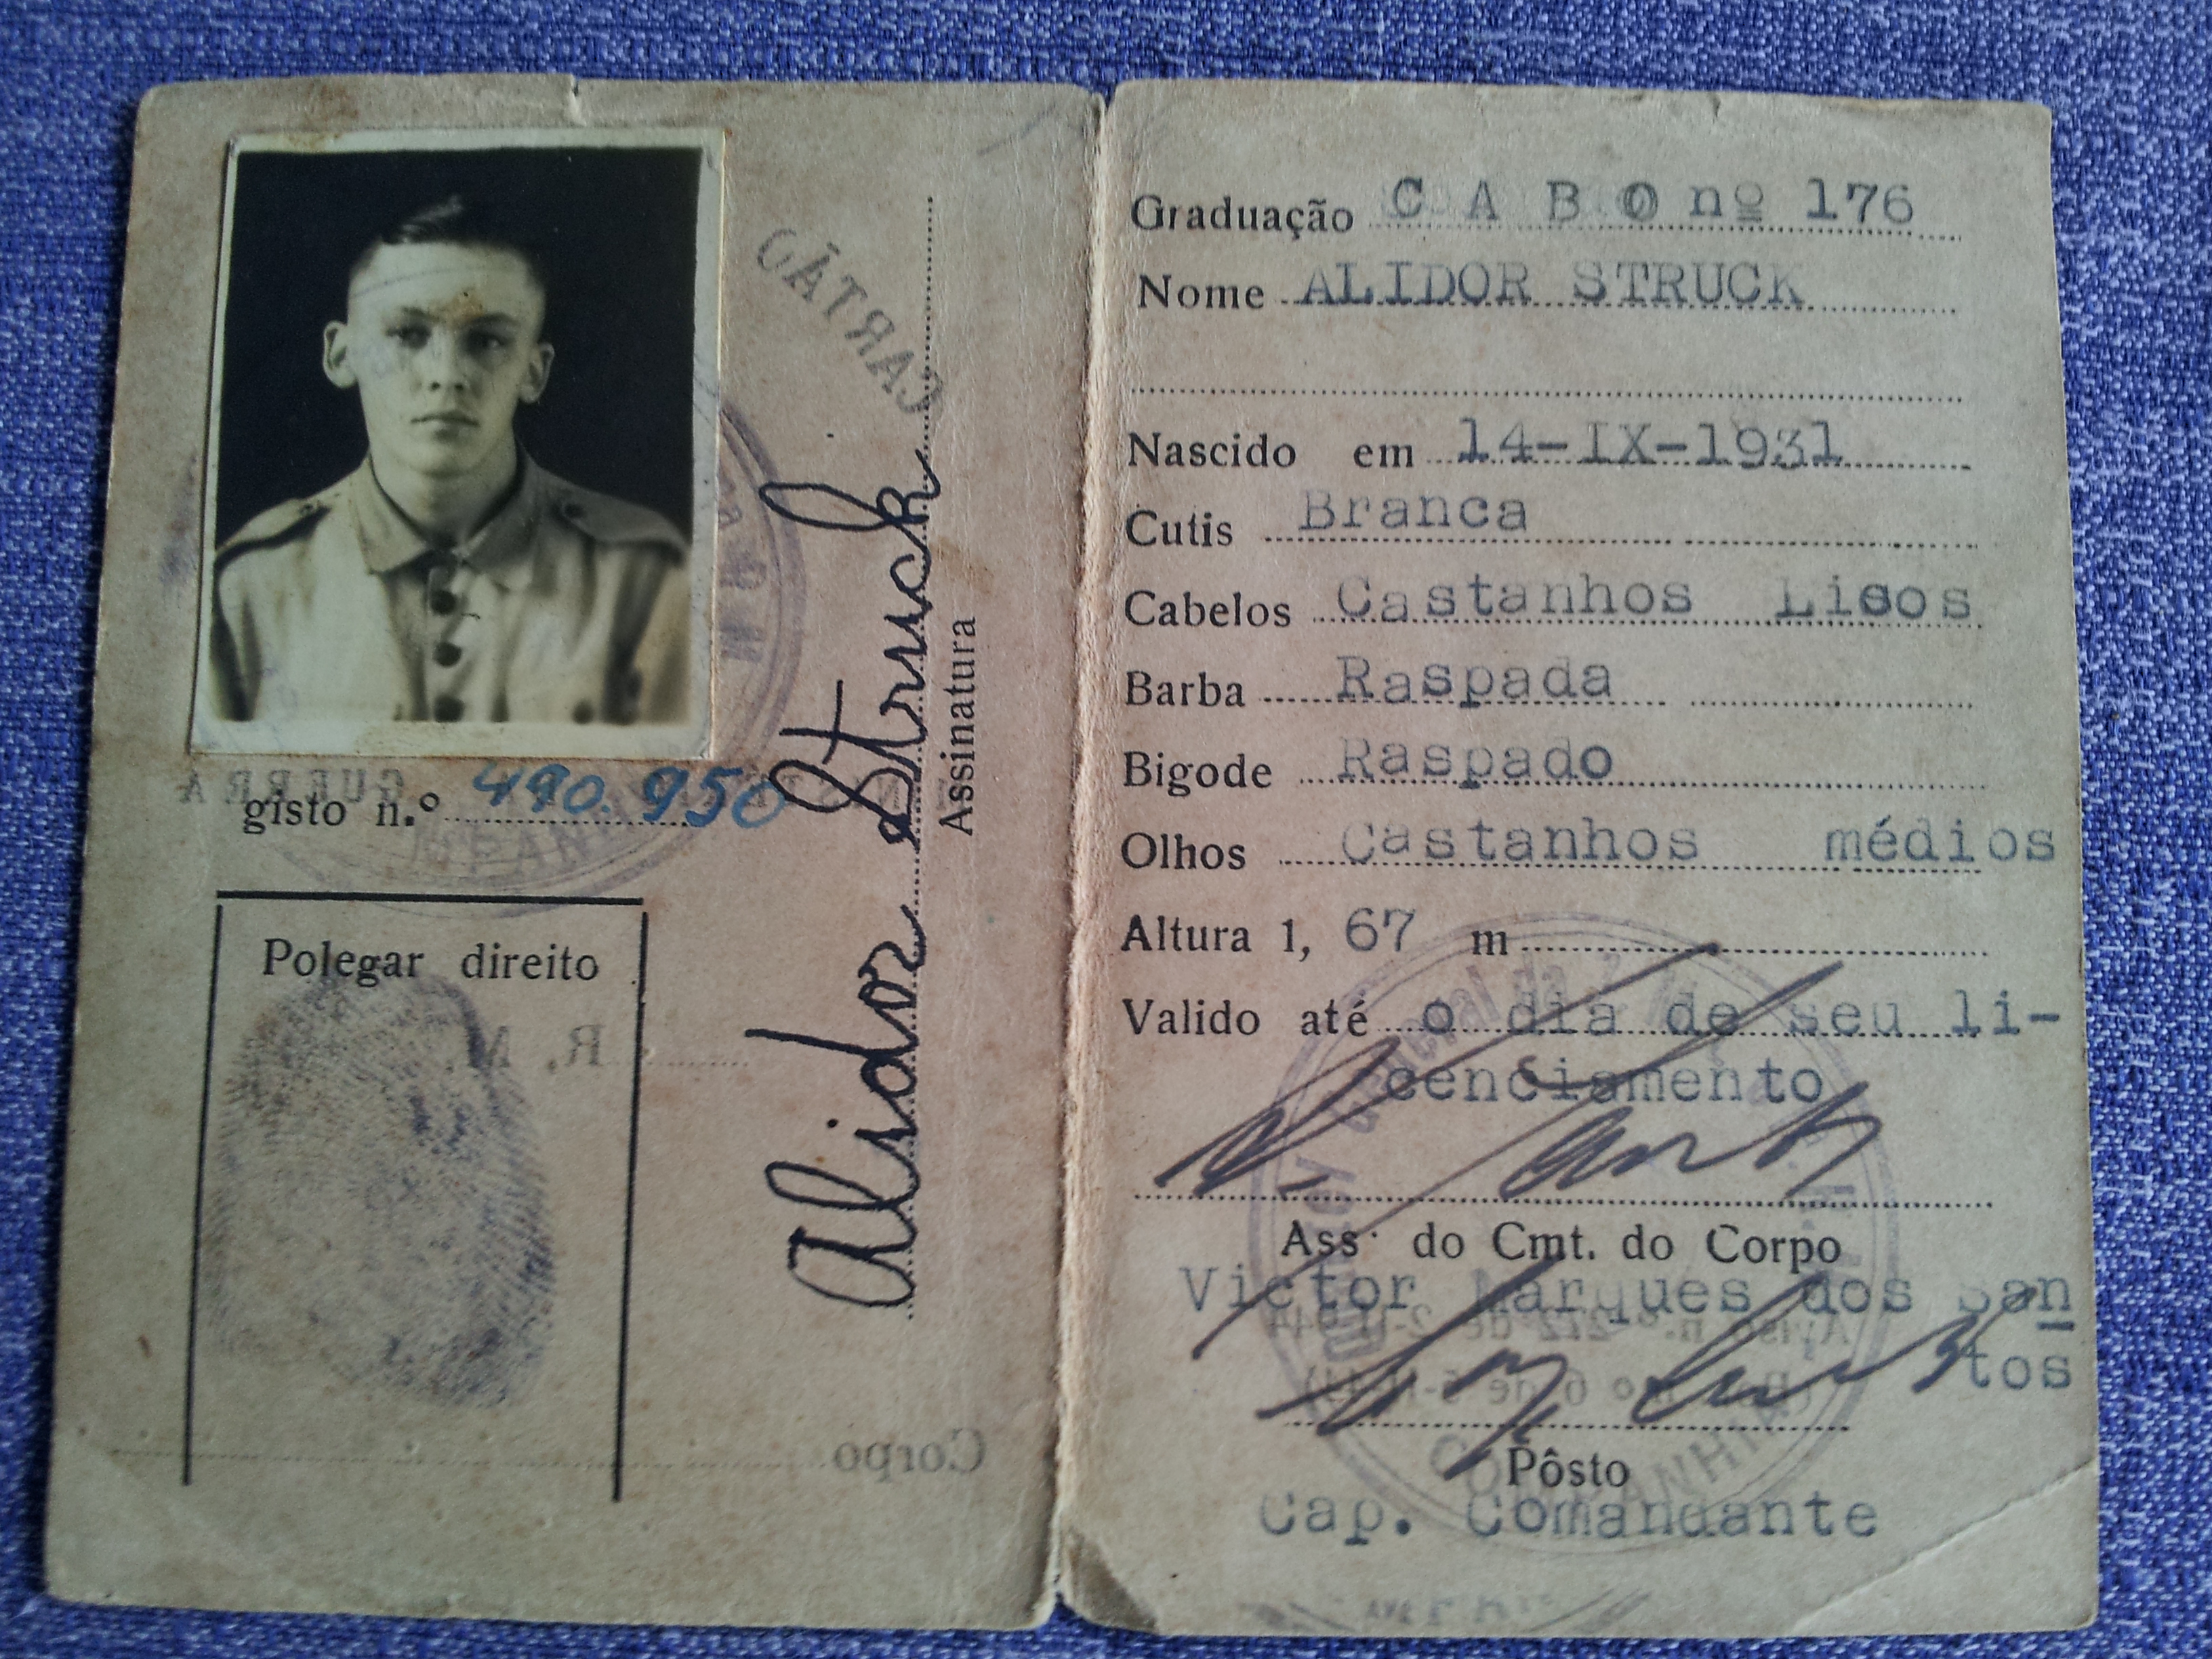 gisto n.º 490.950
Polegar direito
Alidor Struck
Assinatura
CARTÃO
GUERRA
R.
Corpo
Graduação C A B O nº 176
Nome ALIDOR STRUCK
Nascido em 14-IX-1931
Cutis Branca
Cabelos Castanhos Lisos
Barba Raspada
Bigode Raspado
Olhos Castanhos médios
Altura 1, 67 m
Valido até o dia de seu li-
cenciamento
Ass. do Cmt. do Corpo
Victor Marques dos San
tos
Pôsto
Cap. Comandante
COMPANHIA